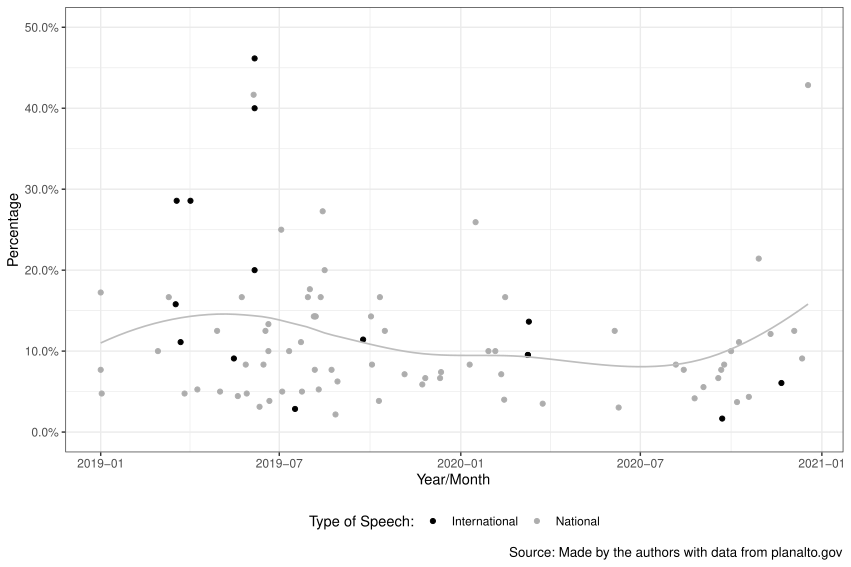 50.0%
40.0%
30.0%
20.0%
10.0%
0.0%
Percentage
2019−01 2019−07 2020−01 2020−07 2021−01
Year/Month
Type of Speech: International National
Source: Made by the authors with data from planalto.gov